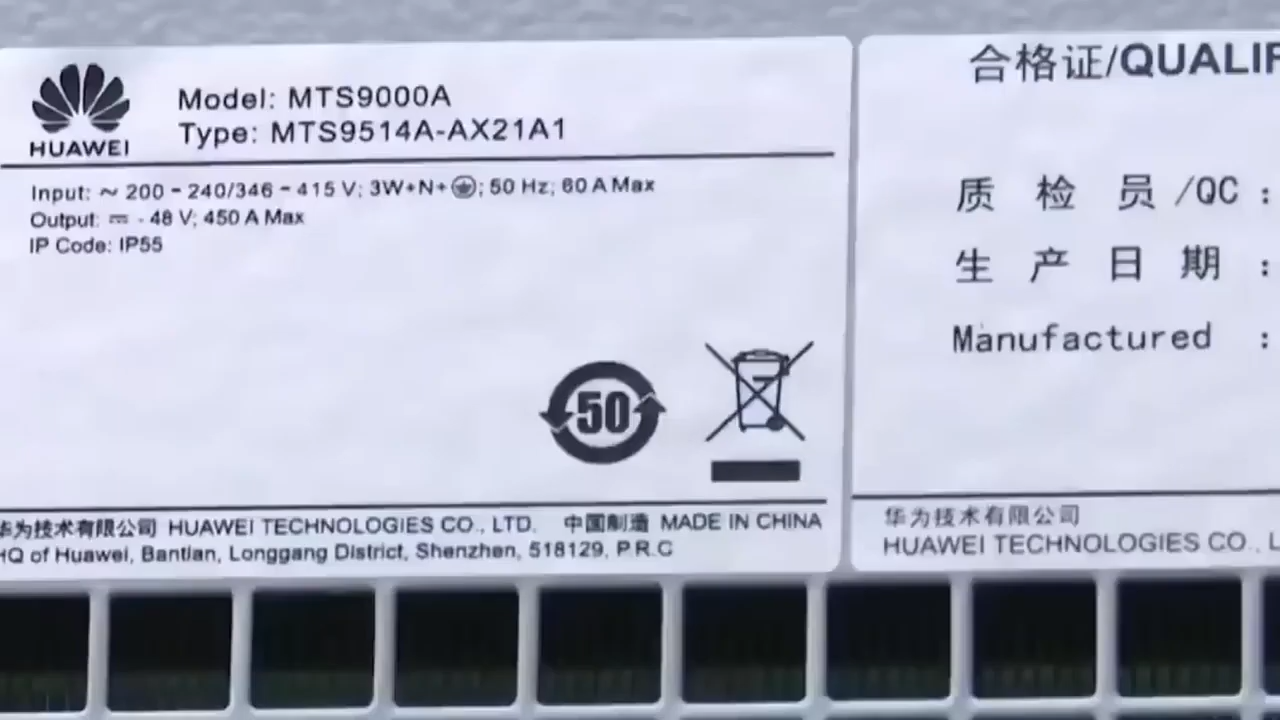 HUAWEI
Model: MTS9000A
Type: MTS9514A-AX21A1
Input: ~ 200 - 240/346 - 415 V; 3W+N+⏚; 50 Hz; 60 A Max
Output: ⎓ - 48 V; 450 A Max
IP Code: IP55
50
华为技术有限公司 HUAWEI TECHNOLOGIES CO., LTD. 中国制造 MADE IN CHINA
HQ of Huawei, Bantian, Longgang District, Shenzhen, 518129, P.R.C
合格证/QUALIF
质 检 员 /QC :
生 产 日 期 :
Manufactured :
华为技术有限公司
HUAWEI TECHNOLOGIES CO., L